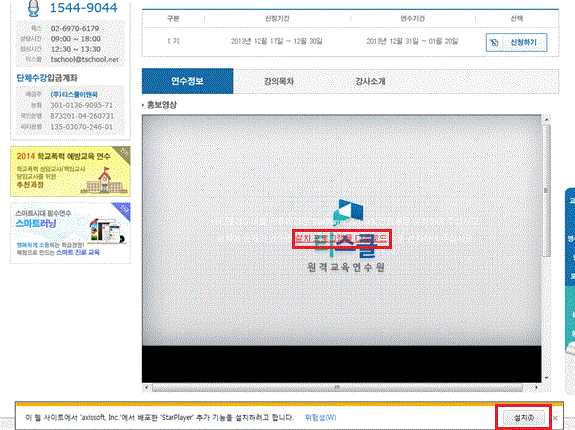 1544-9044
팩스 02-6970-6179
상담시간 09:00 ~ 18:00
점심시간 12:30 ~ 13:30
티스쿨 tschool@tschool.net
단체수강입금계좌
예금주 (주)티스쿨이앤씨
농협 301-0136-9095-71
국민은행 873201-04-260731
씨티은행 135-03070-246-01
2014 학교폭력 예방교육 연수
학교폭력 상담교사/책임교사
담임교사를 위한
추천과정
스마트시대 필수연수
스마트러닝
행복하게 소통하는 학급경영!
북돋으로 만드는 스마트 진로 교육
구분 신청기간 연수기간 선택
1 기 2013년 12월 17일 ~ 12월 30일 2013년 12월 31일 ~ 01월 20일 신청하기
연수정보 강의목차 강사소개
홍보영상
설치
티스쿨
원격교육연수원
이 웹 사이트에서 'axissoft, Inc.'에서 배포한 'StarPlayer' 추가 기능을 설치하려고 합니다. 위험성(W) 설치(I)